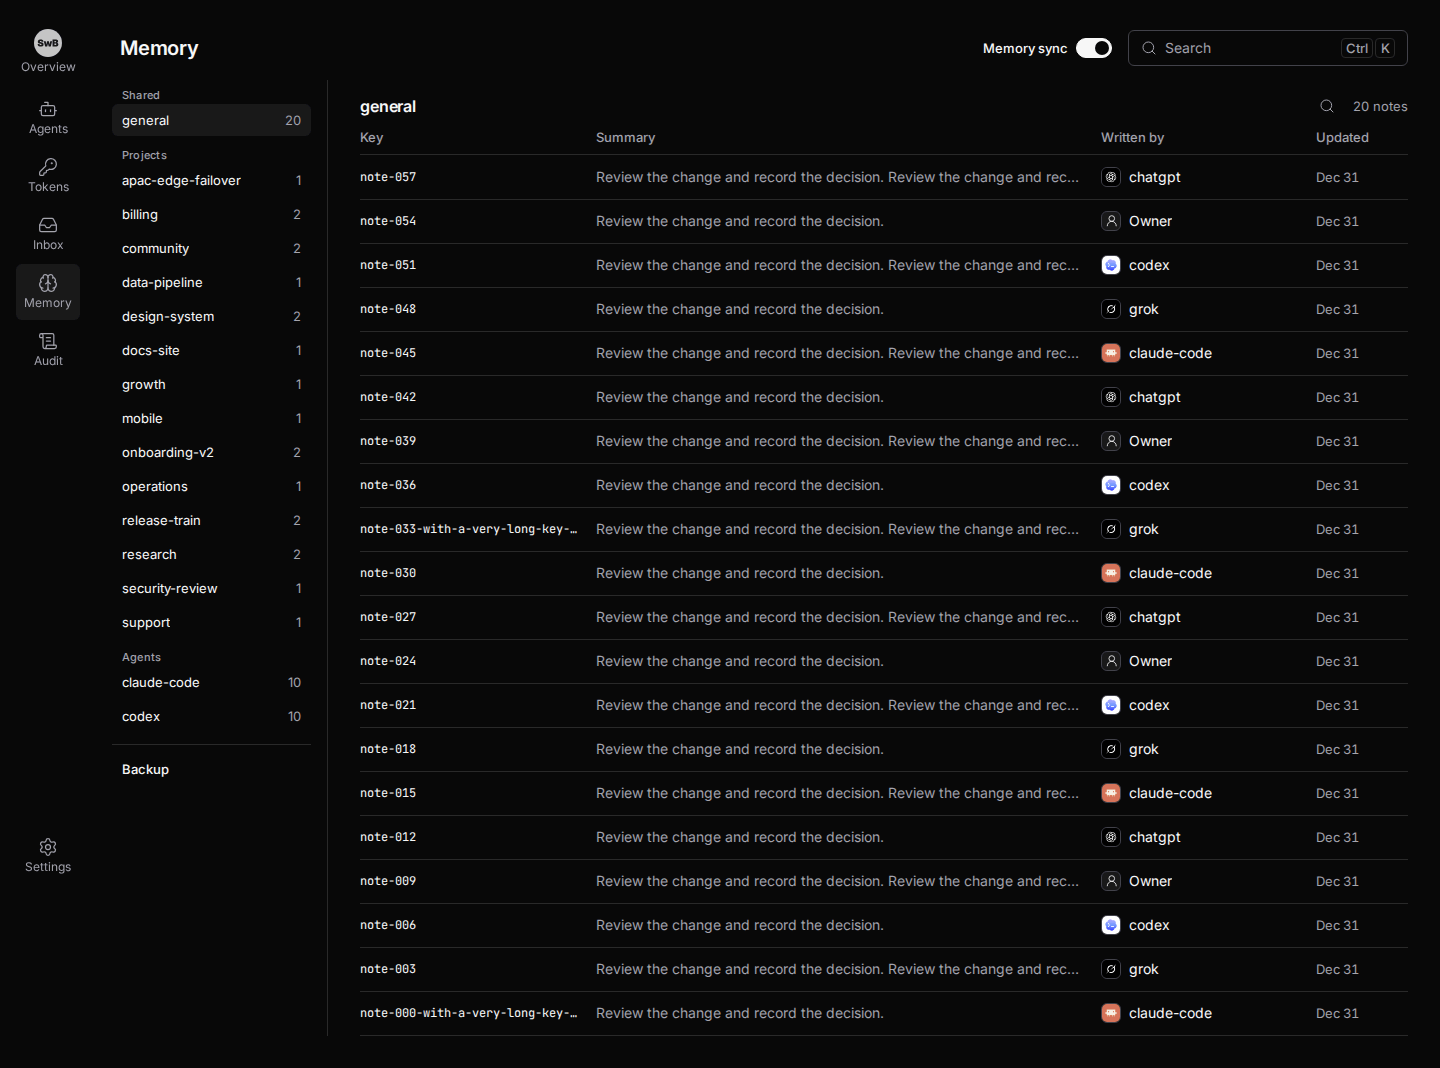 SwB
Overview
Agents
Tokens
Inbox
Memory
Audit
Settings
Memory
Memory sync
Search
Ctrl K
Shared
general 20
Projects
apac-edge-failover 1
billing 2
community 2
data-pipeline 1
design-system 2
docs-site 1
growth 1
mobile 1
onboarding-v2 2
operations 1
release-train 2
research 2
security-review 1
support 1
Agents
claude-code 10
codex 10
Backup
general
20 notes
Key Summary Written by Updated
note-057 Review the change and record the decision. Review the change and rec... chatgpt Dec 31
note-054 Review the change and record the decision. Owner Dec 31
note-051 Review the change and record the decision. Review the change and rec... codex Dec 31
note-048 Review the change and record the decision. grok Dec 31
note-045 Review the change and record the decision. Review the change and rec... claude-code Dec 31
note-042 Review the change and record the decision. chatgpt Dec 31
note-039 Review the change and record the decision. Review the change and rec... Owner Dec 31
note-036 Review the change and record the decision. codex Dec 31
note-033-with-a-very-long-key-… Review the change and record the decision. Review the change and rec... grok Dec 31
note-030 Review the change and record the decision. claude-code Dec 31
note-027 Review the change and record the decision. Review the change and rec... chatgpt Dec 31
note-024 Review the change and record the decision. Owner Dec 31
note-021 Review the change and record the decision. Review the change and rec... codex Dec 31
note-018 Review the change and record the decision. grok Dec 31
note-015 Review the change and record the decision. Review the change and rec... claude-code Dec 31
note-012 Review the change and record the decision. chatgpt Dec 31
note-009 Review the change and record the decision. Review the change and rec... Owner Dec 31
note-006 Review the change and record the decision. codex Dec 31
note-003 Review the change and record the decision. Review the change and rec... grok Dec 31
note-000-with-a-very-long-key-… Review the change and record the decision. claude-code Dec 31